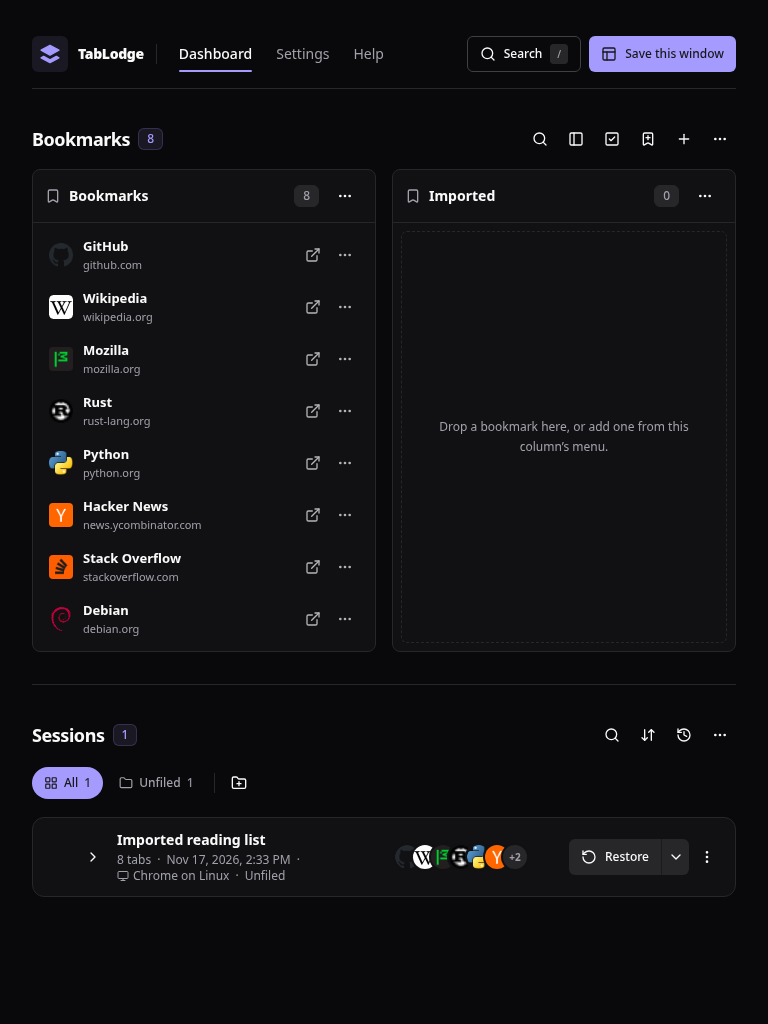 TabLodge
Dashboard
Settings
Help
Search /
Save this window
Bookmarks 8
Bookmarks 8
GitHub
github.com
Wikipedia
wikipedia.org
Mozilla
mozilla.org
Rust
rust-lang.org
Python
python.org
Hacker News
news.ycombinator.com
Stack Overflow
stackoverflow.com
Debian
debian.org
Imported 0
Drop a bookmark here, or add one from this
column's menu.
Sessions 1
All 1
Unfiled 1
Imported reading list
8 tabs · Nov 17, 2026, 2:33 PM ·
Chrome on Linux · Unfiled
+2
Restore